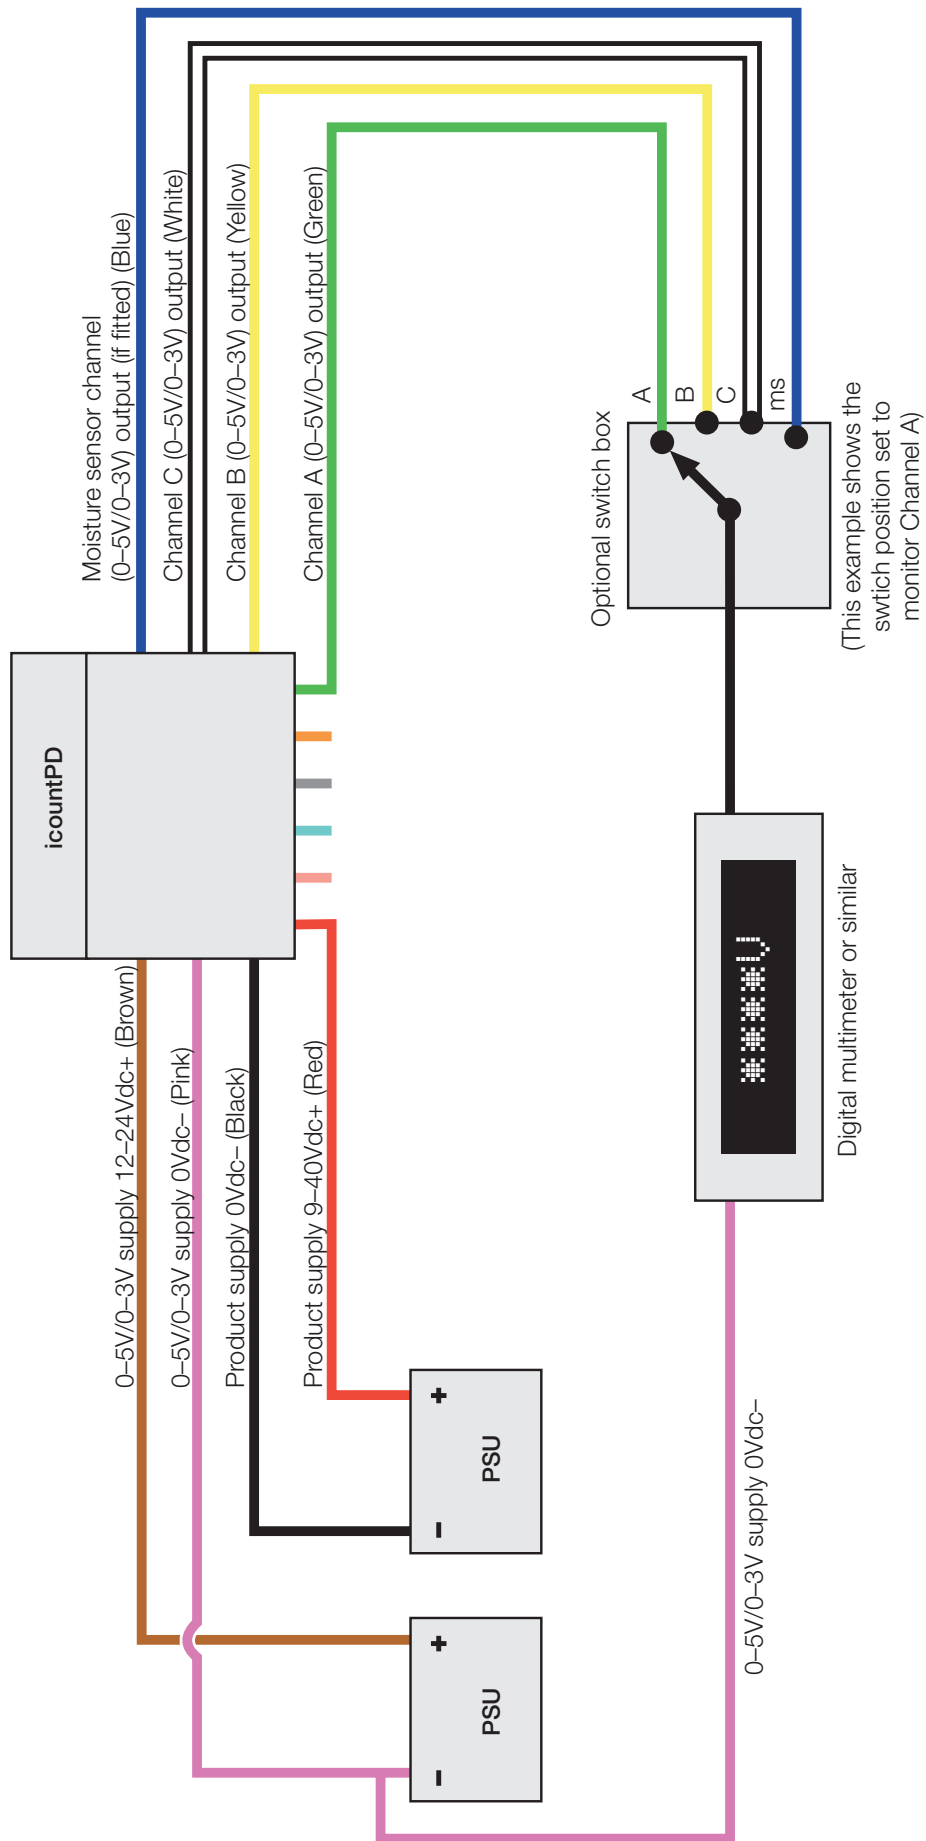 Moisture sensor channel
(0–5V/0–3V) output (if fitted) (Blue)
Channel C (0–5V/0–3V) output (White)
Channel B (0–5V/0–3V) output (Yellow)
Channel A (0–5V/0–3V) output (Green)
icountPD
0–5V/0–3V supply 12–24Vdc+ (Brown)
0–5V/0–3V supply 0Vdc– (Pink)
Product supply 0Vdc– (Black)
Product supply 9–40Vdc+ (Red)
Optional switch box
A
B
C
ms
(This example shows the
swtich position set to
monitor Channel A)
****V
Digital multimeter or similar
– +
PSU
– +
PSU
0–5V/0–3V supply 0Vdc–